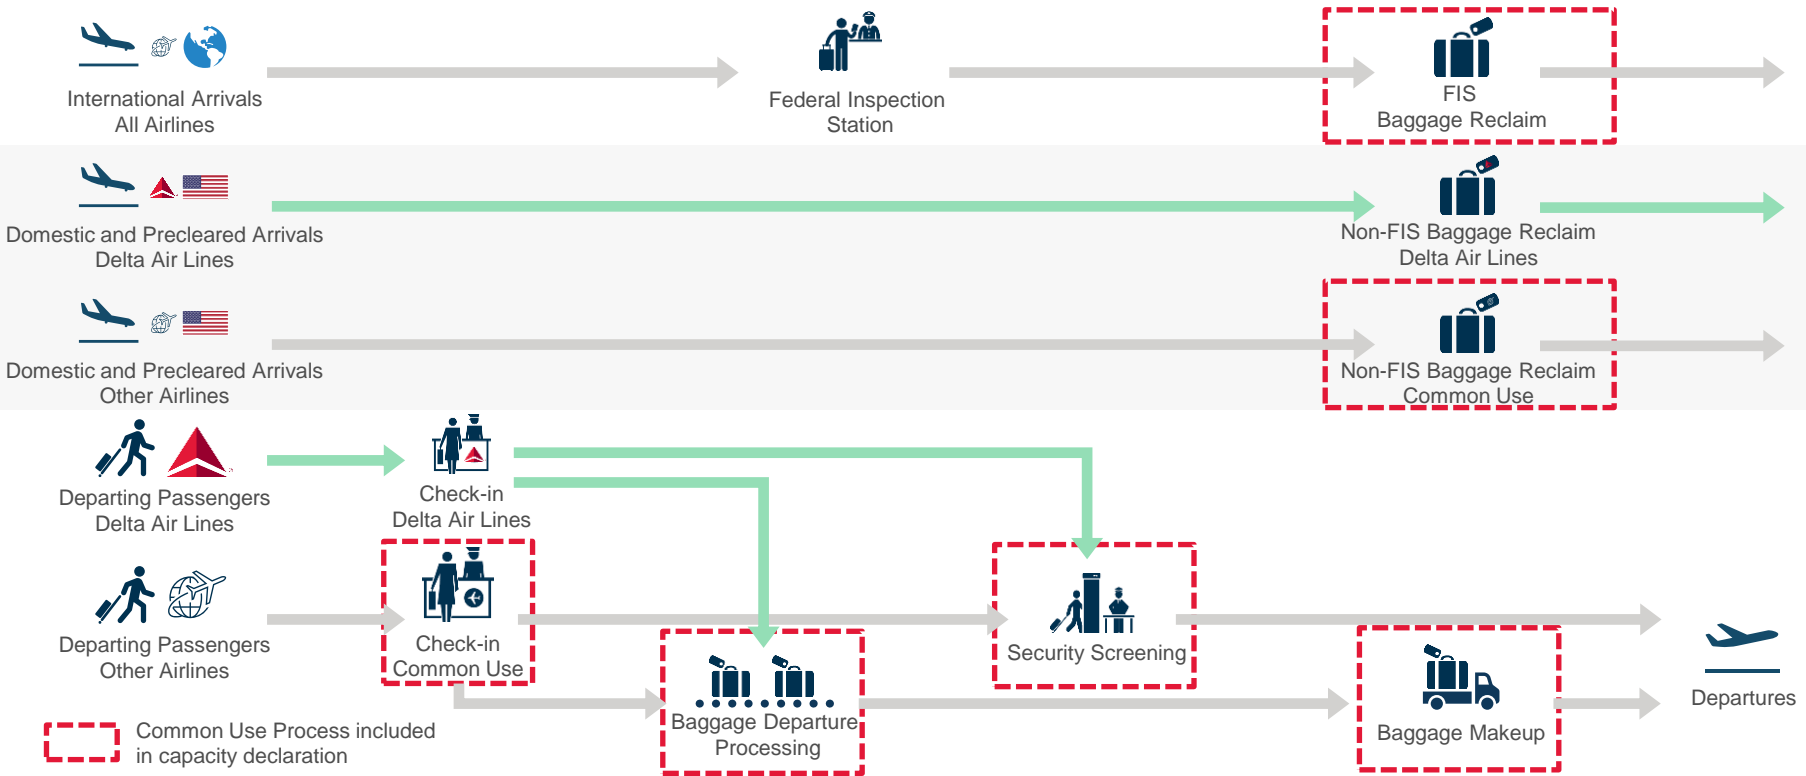 International Arrivals
All Airlines
Federal Inspection
Station
FIS
Baggage Reclaim
Domestic and Precleared Arrivals
Delta Air Lines
Non-FIS Baggage Reclaim
Delta Air Lines
Domestic and Precleared Arrivals
Other Airlines
Non-FIS Baggage Reclaim
Common Use
Departing Passengers
Delta Air Lines
Check-in
Delta Air Lines
Departing Passengers
Other Airlines
Check-in
Common Use
Security Screening
Baggage Departure
Processing
Baggage Makeup
Departures
Common Use Process included
in capacity declaration